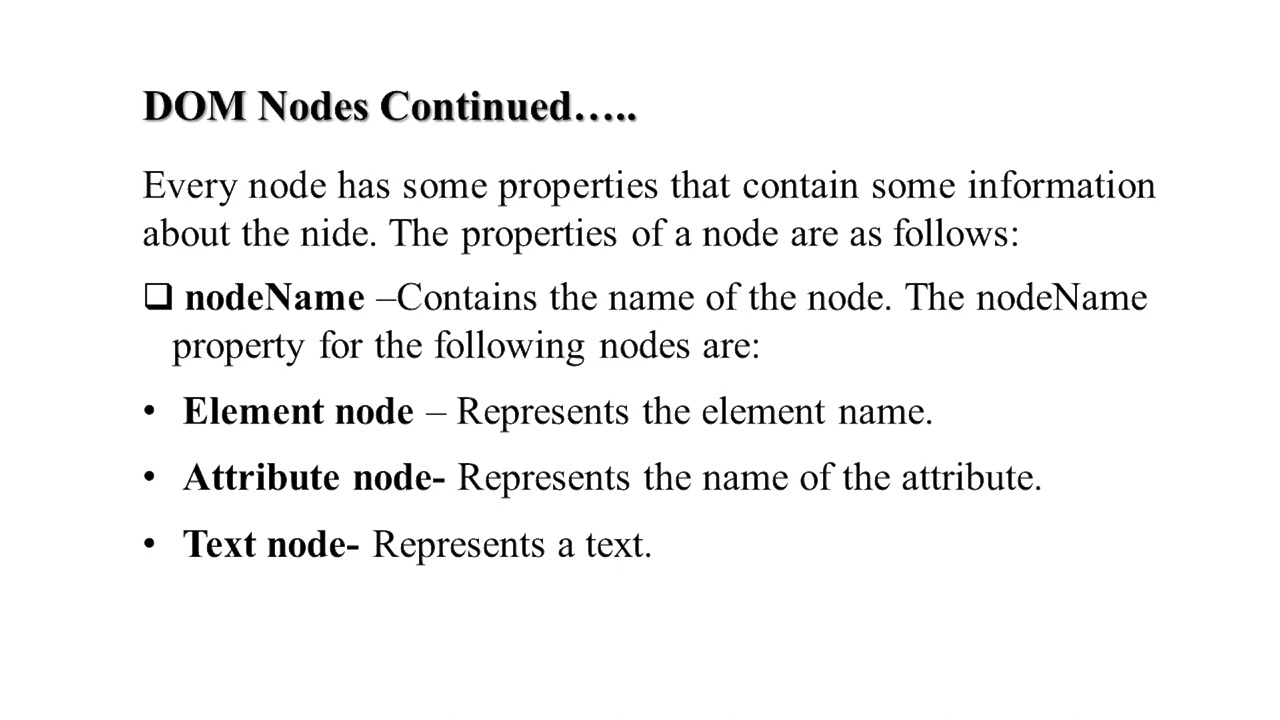 DOM Nodes Continued…..
Every node has some properties that contain some information
about the nide. The properties of a node are as follows:
❑ nodeName –Contains the name of the node. The nodeName
property for the following nodes are:
• Element node – Represents the element name.
• Attribute node- Represents the name of the attribute.
• Text node- Represents a text.